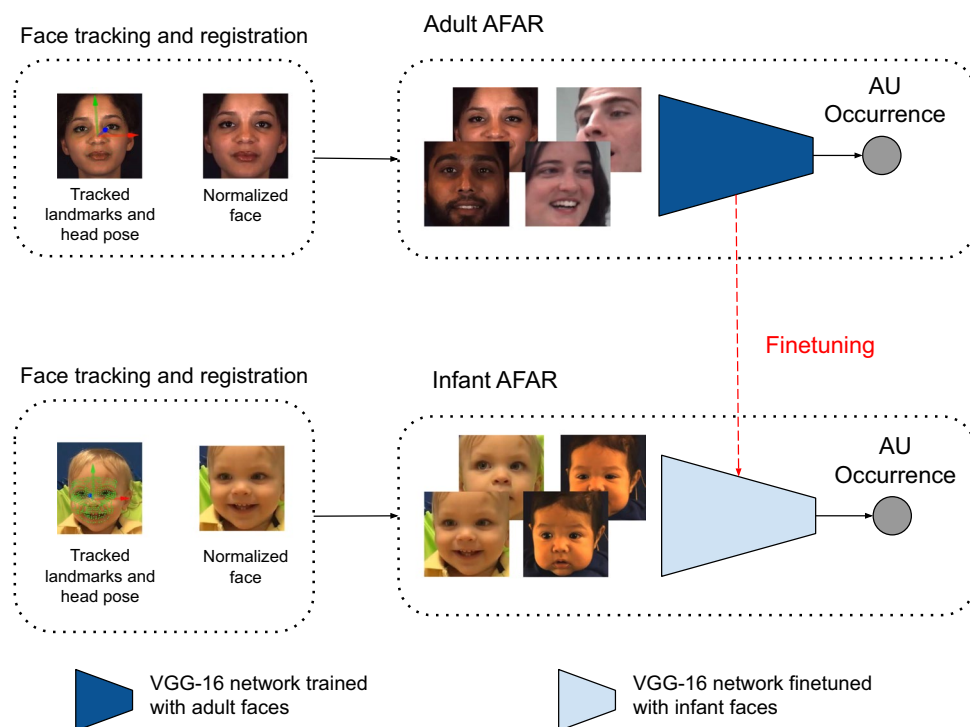 Face tracking and registration
Adult AFAR
AU
Occurrence
Tracked
landmarks and
head pose
Normalized
face
Finetuning
Face tracking and registration
Infant AFAR
AU
Occurrence
Tracked
landmarks and
head pose
Normalized
face
VGG-16 network trained
with adult faces
VGG-16 network finetuned
with infant faces